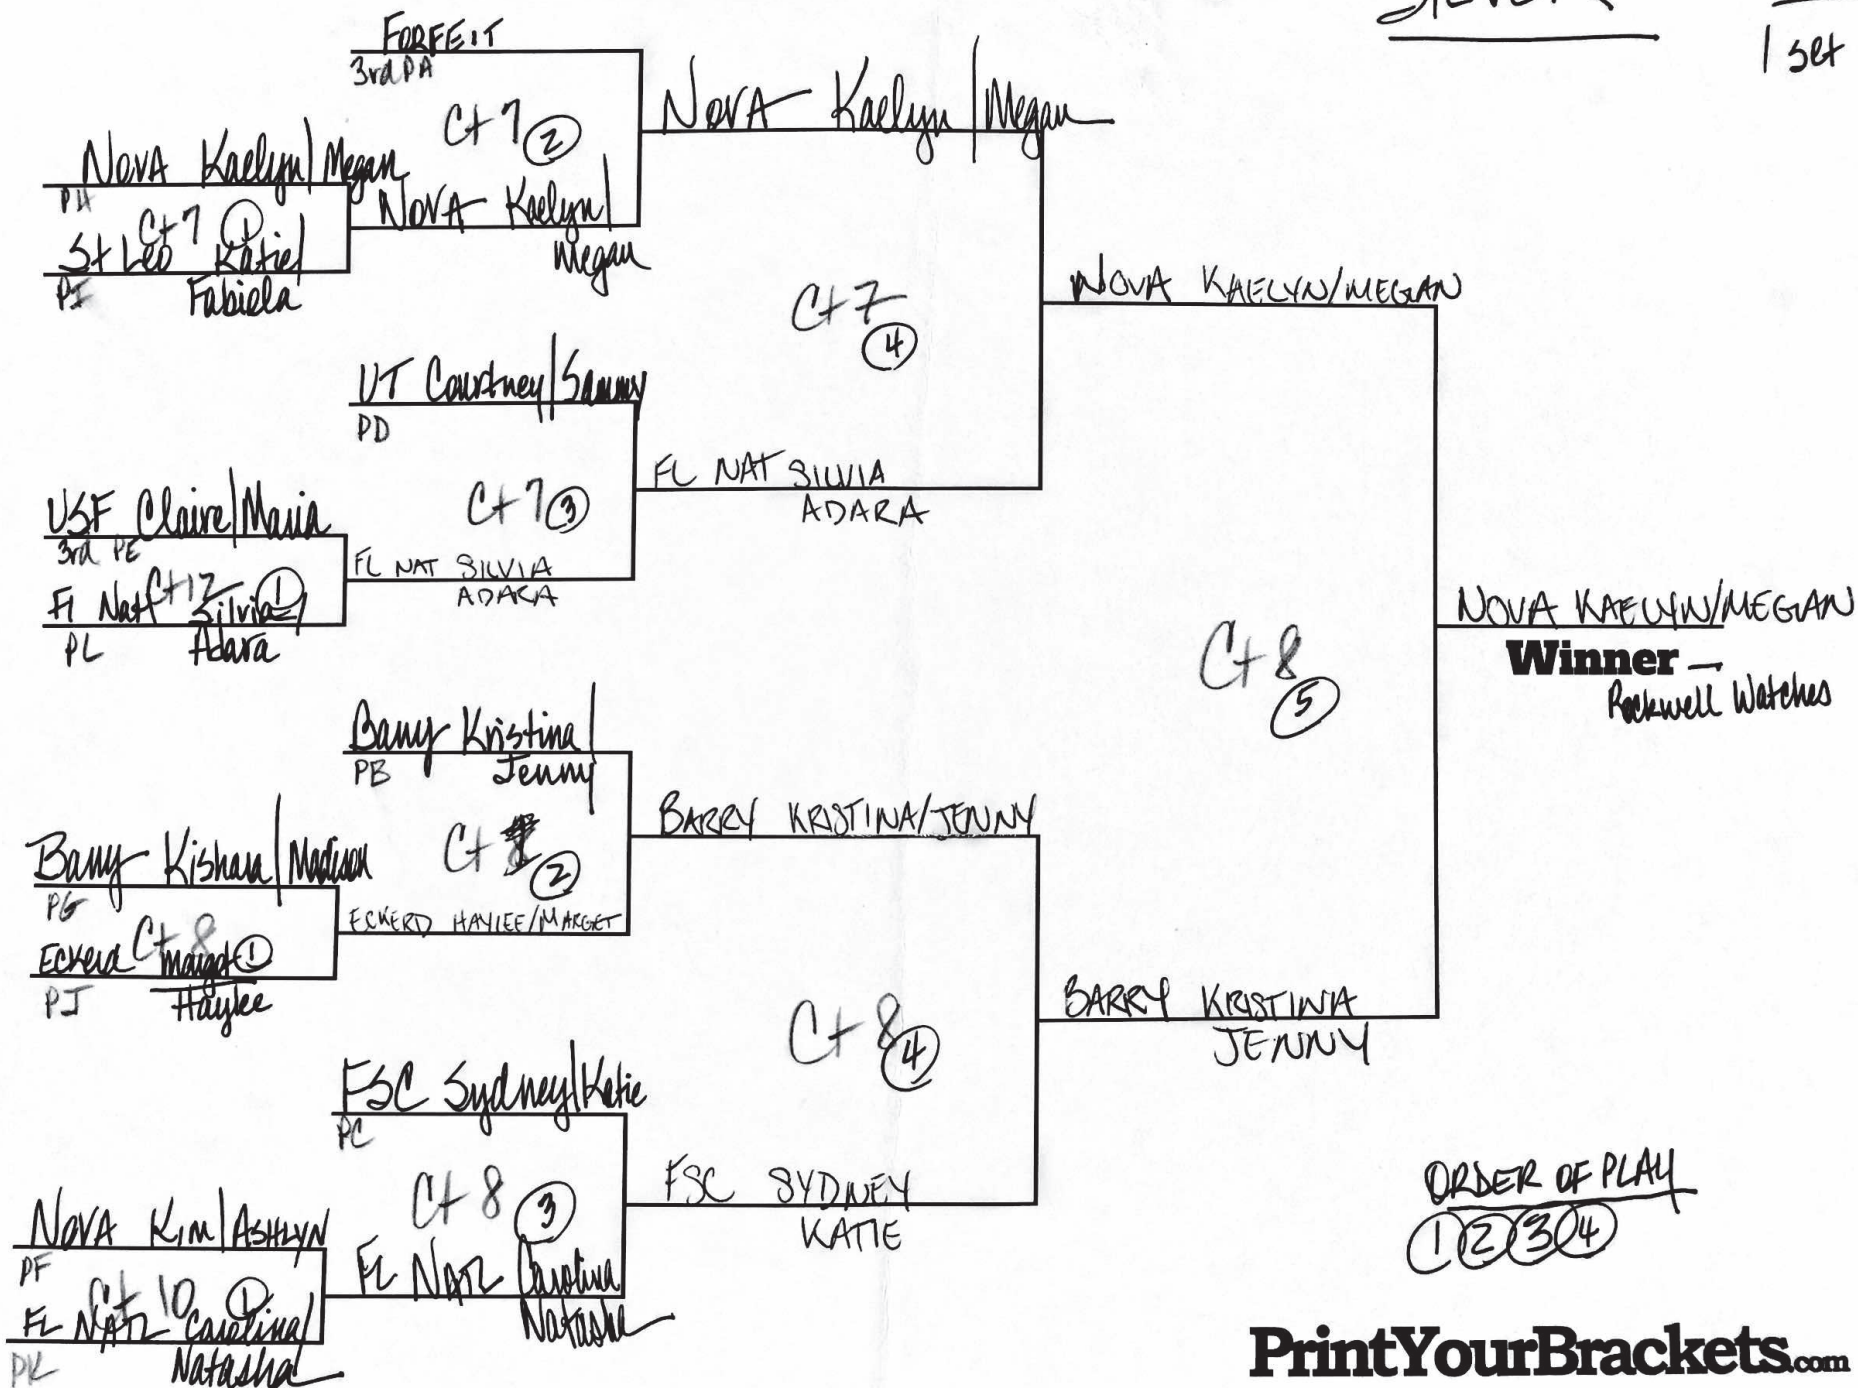 SILVER
1 set
FORFEIT
3rd PA
Ct 7 ②
NOVA Kaelyn/Megan
NOVA Kaelyn/Megan
PH
Ct 7 ①
St Leo Katie/
PI Fabiela
NOVA Kaelyn/
Megan
Ct 7
④
NOVA KAELYN/MEGAN
UT Courtney/Sammy
PD
Ct 7 ③
FL NAT SILVIA
ADARA
USF Claire/Maria
3rd PE
Ct 12 ①
Fl Nat Silvia/
PL Adara
FL NAT SILVIA
ADARA
Ct 8
⑤
NOVA KAELYN/MEGAN
Winner –
Rockwell Watches
Barry Kristina/
PB Jenny
Ct
②
BARRY KRISTINA/JENNY
Barry Kishara/Madison
PG
Ct 8 ①
Eckerd Margot
PJ Haylee
ECKERD HAYLEE/MARGET
Ct 8
④
BARRY KRISTINA
JENNY
FSC Sydney/Katie
PC
Ct 8 ③
FSC SYDNEY
KATIE
NOVA Kim/ASHLYN
PF
Ct 10 ①
FL NATL Carolina/
PK Natasha
FL NATL Carolina
Natasha
ORDER OF PLAY
① ② ③ ④
PrintYourBrackets.com